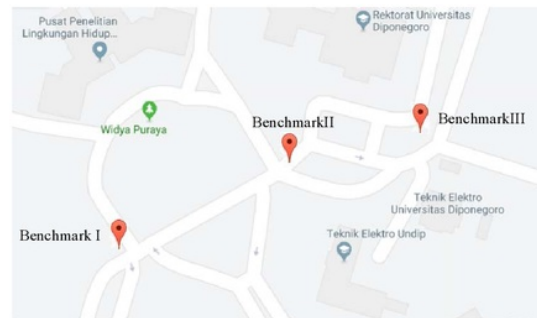 Pusat Penelitian
Lingkungan Hidup...
Rektorat Universitas
Diponegoro
Widya Puraya
BenchmarkII
BenchmarkIII
Benchmark I
Teknik Elektro
Universitas Diponegoro
Teknik Elektro Undip